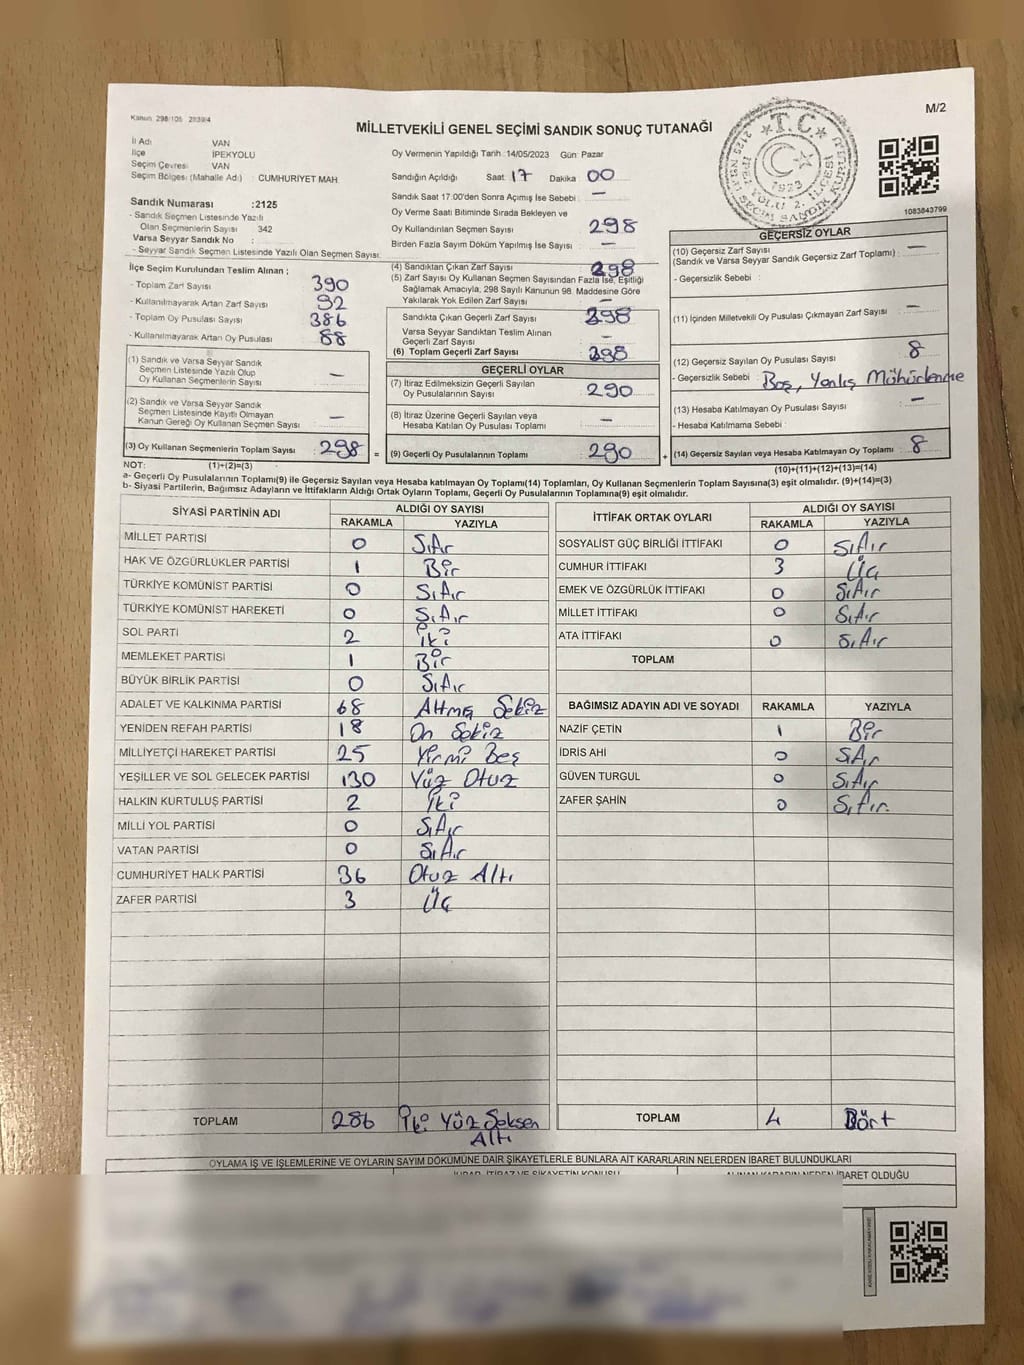 Kanun 298/105 2839/4
M/2
MİLLETVEKİLİ GENEL SEÇİMİ SANDIK SONUÇ TUTANAĞI
İl Adı VAN
İlçe İPEKYOLU
Seçim Çevresi VAN
Seçim Bölgesi (Mahalle Adı) : CUMHURİYET MAH.
Sandık Numarası :2125
- Sandık Seçmen Listesinde Yazılı
Olan Seçmenlerin Sayısı : 342
Varsa Seyyar Sandık No :
- Seyyar Sandık Seçmen Listesinde Yazılı Olan Seçmen Sayısı:
İlçe Seçim Kurulundan Teslim Alınan ;
- Toplam Zarf Sayısı 390
- Kullanılmayarak Artan Zarf Sayısı 92
- Toplam Oy Pusulası Sayısı 386
- Kullanılmayarak Artan Oy Pusulası 88
(1) Sandık ve Varsa Seyyar Sandık
Seçmen Listesinde Yazılı Olup
Oy Kullanan Seçmenlerin Sayısı : —
(2) Sandık ve Varsa Seyyar Sandık
Seçmen Listesinde Kayıtlı Olmayan
Kanun Gereği Oy Kullanan Seçmen Sayısı : —
(3) Oy Kullanan Seçmenlerin Toplam Sayısı : 298 =
Oy Vermenin Yapıldığı Tarih :14/05/2023 Gün: Pazar
Sandığın Açıldığı Saat : 17 Dakika : 00
Sandık Saat 17:00'den Sonra Açılmış İse Sebebi : —
Oy Verme Saati Bitiminde Sırada Bekleyen ve
Oy Kullandırılan Seçmen Sayısı : 298
Birden Fazla Sayım Döküm Yapılmış İse Sayısı : —
(4) Sandıktan Çıkan Zarf Sayısı : 298
(5) Zarf Sayısı Oy Kullanan Seçmen Sayısından Fazla İse, Eşitliği
Sağlamak Amacıyla, 298 Sayılı Kanunun 98. Maddesine Göre
Yakılarak Yok Edilen Zarf Sayısı : —
Sandıkta Çıkan Geçerli Zarf Sayısı : 298
Varsa Seyyar Sandıktan Teslim Alınan
Geçerli Zarf Sayısı : —
(6) Toplam Geçerli Zarf Sayısı : 298
GEÇERLİ OYLAR
(7) İtiraz Edilmeksizin Geçerli Sayılan
Oy Pusulalarının Sayısı : 290
(8) İtiraz Üzerine Geçerli Sayılan veya
Hesaba Katılan Oy Pusulası Toplamı : —
(9) Geçerli Oy Pusulalarının Toplamı : 290 +
T.C.
1923
1083843799
GEÇERSİZ OYLAR
(10) Geçersiz Zarf Sayısı
(Sandık ve Varsa Seyyar Sandık Geçersiz Zarf Toplamı) : —
- Geçersizlik Sebebi :
(11) İçinden Milletvekili Oy Pusulası Çıkmayan Zarf Sayısı : —
(12) Geçersiz Sayılan Oy Pusulası Sayısı : 8
- Geçersizlik Sebebi : Boş, Yanlış Mühürlenme
(13) Hesaba Katılmayan Oy Pusulası Sayısı : —
- Hesaba Katılmama Sebebi :
(14) Geçersiz Sayılan veya Hesaba Katılmayan Oy Toplamı : 8
NOT: (1)+(2)=(3) (10)+(11)+(12)+(13)=(14)
a- Geçerli Oy Pusulalarının Toplamı(9) ile Geçersiz Sayılan veya Hesaba katılmayan Oy Toplamı(14) Toplamları, Oy Kullanan Seçmenlerin Toplam Sayısına(3) eşit olmalıdır. (9)+(14)=(3)
b- Siyasi Partilerin, Bağımsız Adayların ve İttifakların Aldığı Ortak Oyların Toplamı, Geçerli Oy Pusulalarının Toplamına(9) eşit olmalıdır.
SİYASİ PARTİNİN ADI ALDIĞI OY SAYISI
RAKAMLA YAZIYLA
MİLLET PARTİSİ 0 Sıfır
HAK VE ÖZGÜRLÜKLER PARTİSİ 1 Bir
TÜRKİYE KOMÜNİST PARTİSİ 0 Sıfır
TÜRKİYE KOMÜNİST HAREKETİ 0 Sıfır
SOL PARTİ 2 İki
MEMLEKET PARTİSİ 1 Bir
BÜYÜK BİRLİK PARTİSİ 0 Sıfır
ADALET VE KALKINMA PARTİSİ 68 Altmış Sekiz
YENİDEN REFAH PARTİSİ 18 On Sekiz
MİLLİYETÇİ HAREKET PARTİSİ 25 Yirmi Beş
YEŞİLLER VE SOL GELECEK PARTİSİ 130 Yüz Otuz
HALKIN KURTULUŞ PARTİSİ 2 İki
MİLLİ YOL PARTİSİ 0 Sıfır
VATAN PARTİSİ 0 Sıfır
CUMHURİYET HALK PARTİSİ 36 Otuz Altı
ZAFER PARTİSİ 3 Üç
TOPLAM 286 İki Yüz Seksen
Altı
İTTİFAK ORTAK OYLARI ALDIĞI OY SAYISI
RAKAMLA YAZIYLA
SOSYALİST GÜÇ BİRLİĞİ İTTİFAKI 0 Sıfır
CUMHUR İTTİFAKI 3 Üç
EMEK VE ÖZGÜRLÜK İTTİFAKI 0 Sıfır
MİLLET İTTİFAKI 0 Sıfır
ATA İTTİFAKI 0 Sıfır
TOPLAM
BAĞIMSIZ ADAYIN ADI VE SOYADI RAKAMLA YAZIYLA
NAZİF ÇETİN 1 Bir
İDRİS AHİ 0 Sıfır
GÜVEN TURGUL 0 Sıfır
ZAFER ŞAHİN 0 Sıfır
TOPLAM 4 Dört
OYLAMA İŞ VE İŞLEMLERİNE VE OYLARIN SAYIM DÖKÜMÜNE DAİR ŞİKAYETLERLE BUNLARA AİT KARARLARIN NELERDEN İBARET BULUNDUKLARI
İTİRAZ VE ŞİKAYETİN KONUSU ALINAN KARARIN NEDEN İBARET OLDUĞU